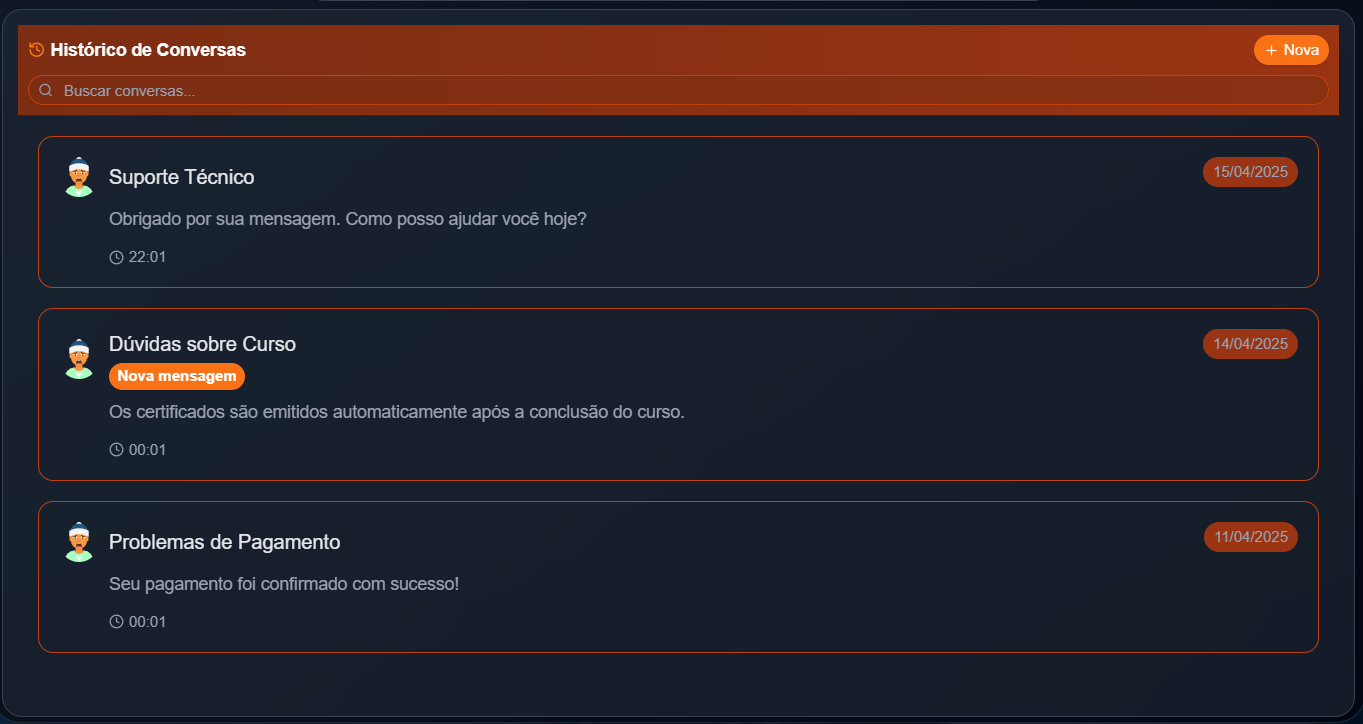 Histórico de Conversas
+ Nova
Buscar conversas...
Suporte Técnico
15/04/2025
Obrigado por sua mensagem. Como posso ajudar você hoje?
22:01
Dúvidas sobre Curso
14/04/2025
Nova mensagem
Os certificados são emitidos automaticamente após a conclusão do curso.
00:01
Problemas de Pagamento
11/04/2025
Seu pagamento foi confirmado com sucesso!
00:01